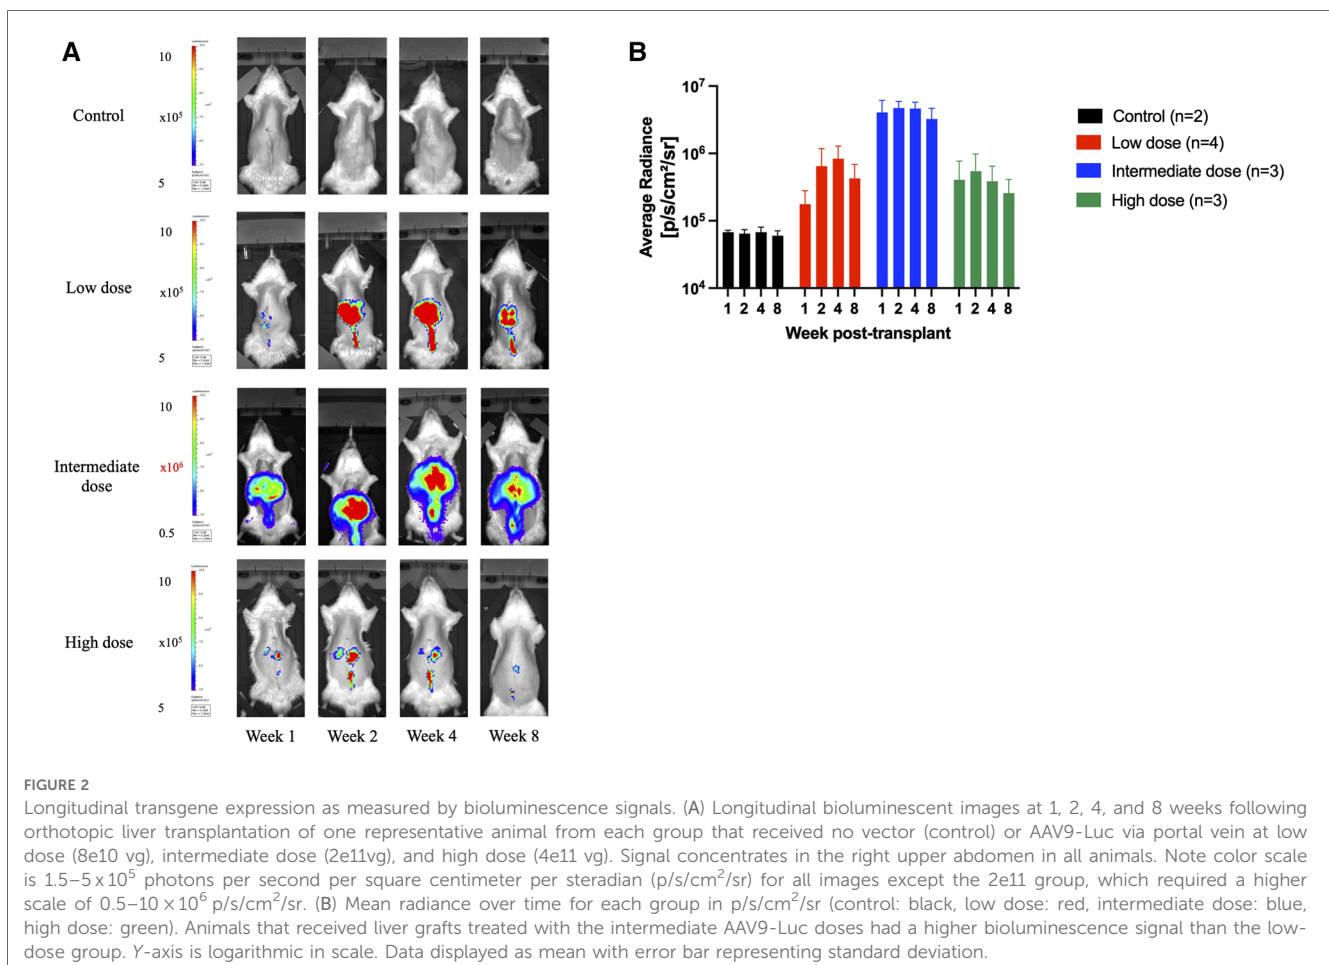 A
10
Control
x10⁵
5
10
Low dose
x10⁵
5
10
Intermediate
dose
x10⁶
0.5
10
High dose
x10⁵
5
Week 1
Week 2
Week 4
Week 8
B
Average Radiance
[p/s/cm²/sr]
10⁷
10⁶
10⁵
10⁴
1 2 4 8 1 2 4 8 1 2 4 8 1 2 4 8
Week post-transplant
Control (n=2)
Low dose (n=4)
Intermediate dose (n=3)
High dose (n=3)
FIGURE 2
Longitudinal transgene expression as measured by bioluminescence signals. (A) Longitudinal bioluminescent images at 1, 2, 4, and 8 weeks following
orthotopic liver transplantation of one representative animal from each group that received no vector (control) or AAV9-Luc via portal vein at low
dose (8e10 vg), intermediate dose (2e11vg), and high dose (4e11 vg). Signal concentrates in the right upper abdomen in all animals. Note color scale
is 1.5–5 x 10⁵ photons per second per square centimeter per steradian (p/s/cm²/sr) for all images except the 2e11 group, which required a higher
scale of 0.5–10 × 10⁶ p/s/cm²/sr. (B) Mean radiance over time for each group in p/s/cm²/sr (control: black, low dose: red, intermediate dose: blue,
high dose: green). Animals that received liver grafts treated with the intermediate AAV9-Luc doses had a higher bioluminescence signal than the low-
dose group. Y-axis is logarithmic in scale. Data displayed as mean with error bar representing standard deviation.